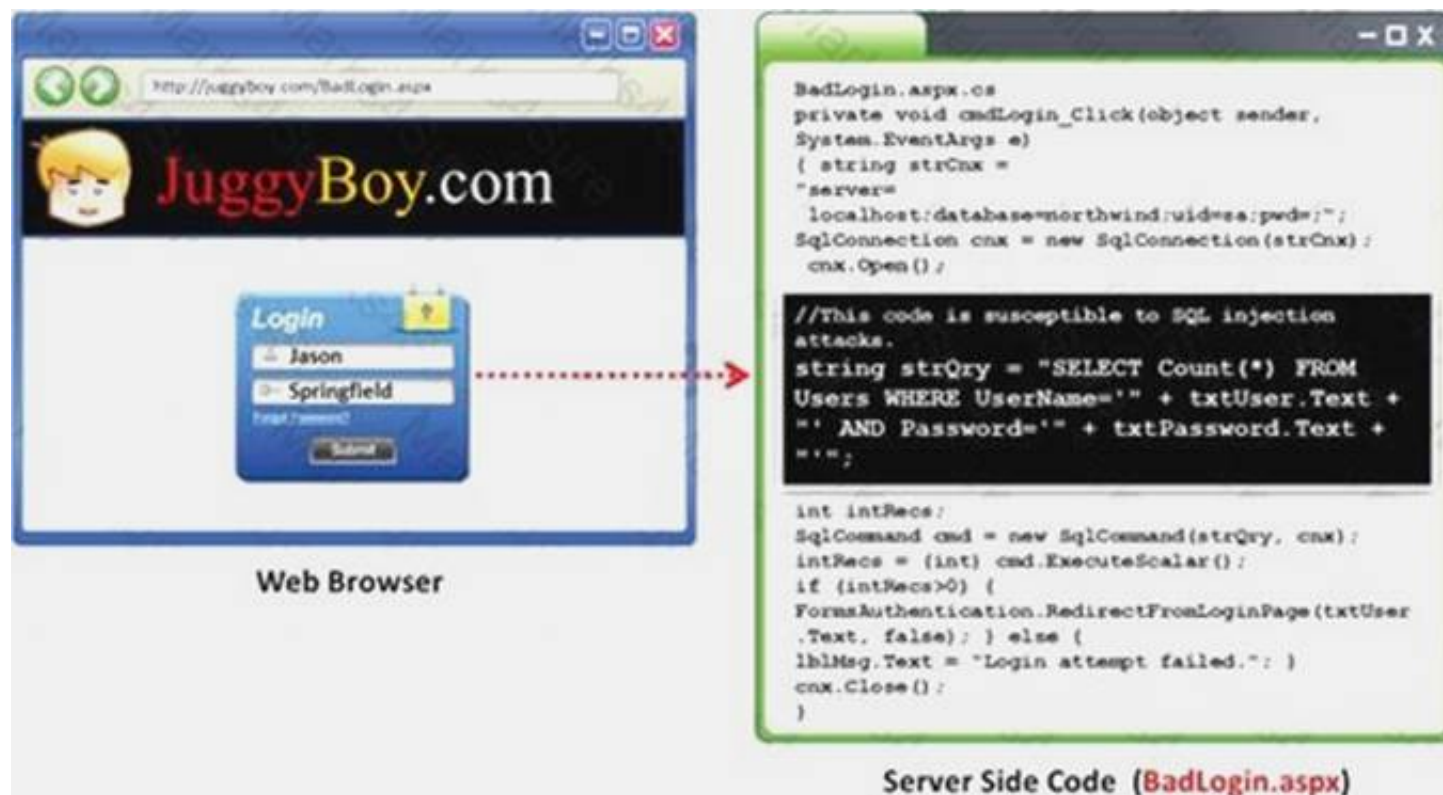 http://juggyboy.com/BadLogin.aspx
JuggyBoy.com
Login
Jason
Springfield
Forgot Password?
Submit
Web Browser
BadLogin.aspx.cs
private void cmdLogin_Click(object sender,
System.EventArgs e)
{ string strCnx =
"server=
localhost;database=northwind;uid=sa;pwd=;";
SqlConnection cnx = new SqlConnection(strCnx);
cnx.Open();
//This code is susceptible to SQL injection
attacks.
string strQry = "SELECT Count(*) FROM
Users WHERE UserName='" + txtUser.Text +
"' AND Password='" + txtPassword.Text +
"'";
int intRecs;
SqlCommand cmd = new SqlCommand(strQry, cnx);
intRecs = (int) cmd.ExecuteScalar();
if (intRecs>0) {
FormsAuthentication.RedirectFromLoginPage(txtUser
.Text, false); } else {
lblMsg.Text = "Login attempt failed."; }
cnx.Close();
}
Server Side Code (BadLogin.aspx)